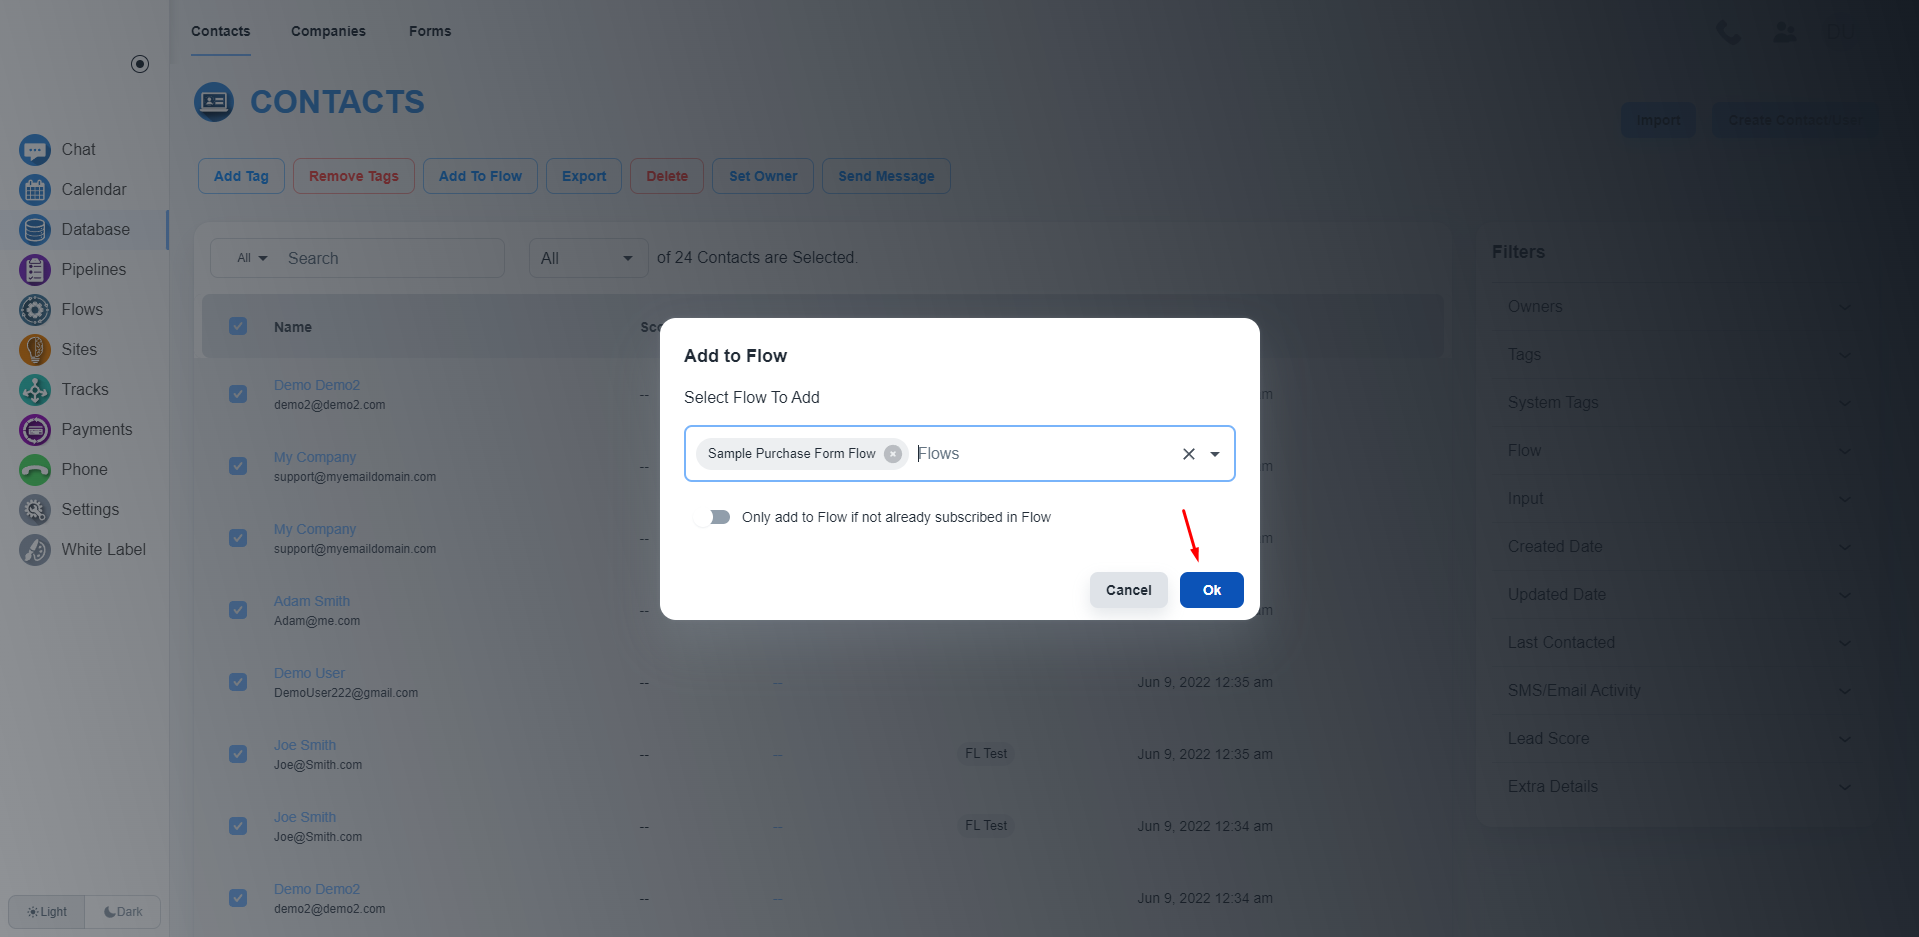 Contacts
Companies
Forms
CONTACTS
Import
Create Contact
Chat
Calendar
Database
Pipelines
Flows
Sites
Tracks
Payments
Phone
Settings
White Label
Light
Dark
Add Tag
Remove Tags
Add To Flow
Export
Delete
Set Owner
Send Message
All
Search
All
of 24 Contacts are Selected.
Name
Sco
Demo Demo2
demo2@demo2.com
--
m
My Company
support@myemaildomain.com
--
m
My Company
support@myemaildomain.com
--
m
Adam Smith
Adam@me.com
--
m
Demo User
DemoUser222@gmail.com
--
--
Jun 9, 2022 12:35 am
Joe Smith
Joe@Smith.com
--
--
FL Test
Jun 9, 2022 12:35 am
Joe Smith
Joe@Smith.com
--
--
FL Test
Jun 9, 2022 12:34 am
Demo Demo2
demo2@demo2.com
--
--
Jun 9, 2022 12:34 am
Add to Flow
Select Flow To Add
Sample Purchase Form Flow
Flows
Only add to Flow if not already subscribed in Flow
Cancel
Ok
Filters
Owners
Tags
System Tags
Flow
Input
Created Date
Updated Date
Last Contacted
SMS/Email Activity
Lead Score
Extra Details